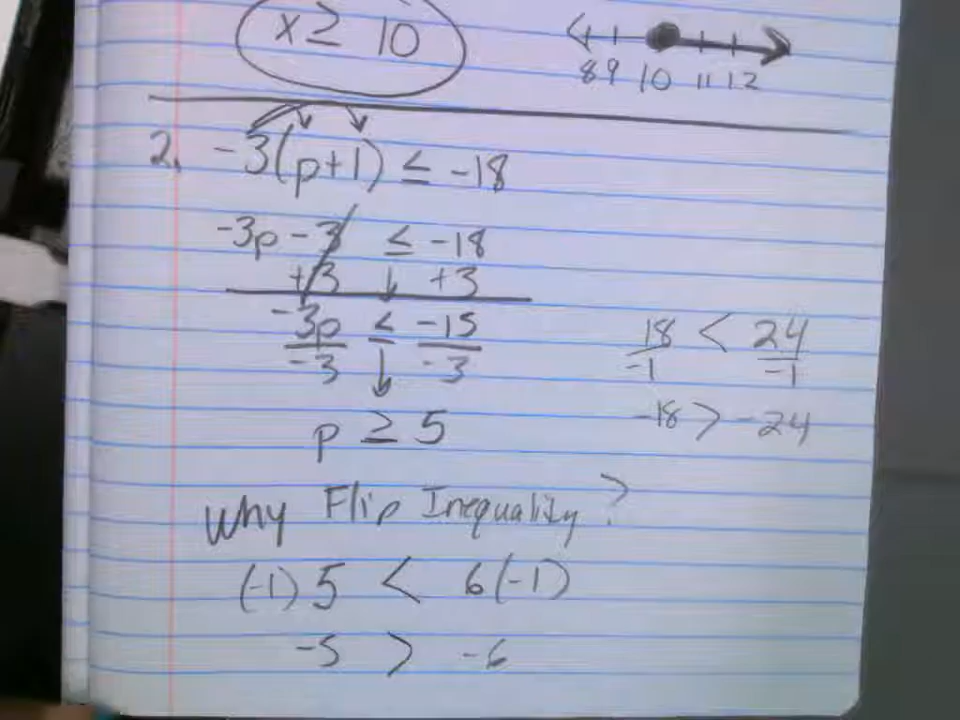 x ≥ 10
8 9 10 11 12
2. -3(p+1) ≤ -18
-3p - 3 ≤ -18
+3 ↓ +3
-3p ≤ -15
-3 ↓ -3
p ≥ 5
18 < 24
-1 -1
-18 > -24
Why Flip Inequality?
(-1) 5 < 6(-1)
-5 > -6